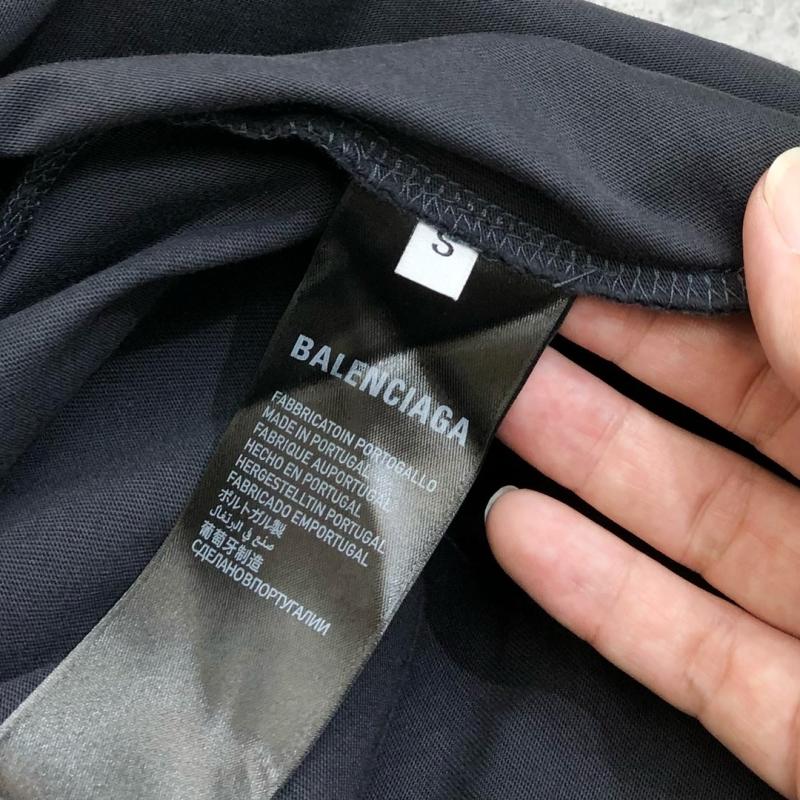 S
BALENCIAGA
FABBRICATOIN PORTOGALLO
MADE IN PORTUGAL
FABRIQUE AUPORTUGAL
HECHO EN PORTUGAL
HERGESTELLTIN PORTUGAL
FABRICADO EMPORTUGAL
ポルトガル製
صنع في البرتغال
葡萄牙制造
СДЕЛАНОВПОРТУГАЛИИ